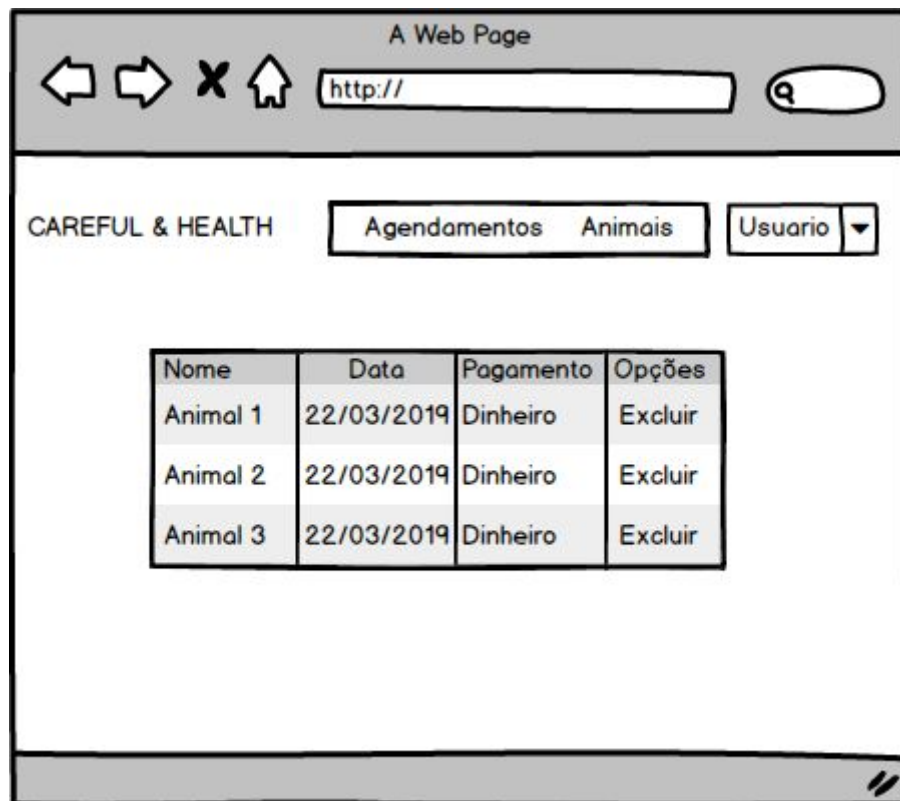 A Web Page
http://
CAREFUL & HEALTH Agendamentos Animais Usuario
Nome Data Pagamento Opções
Animal 1 22/03/2019 Dinheiro Excluir
Animal 2 22/03/2019 Dinheiro Excluir
Animal 3 22/03/2019 Dinheiro Excluir